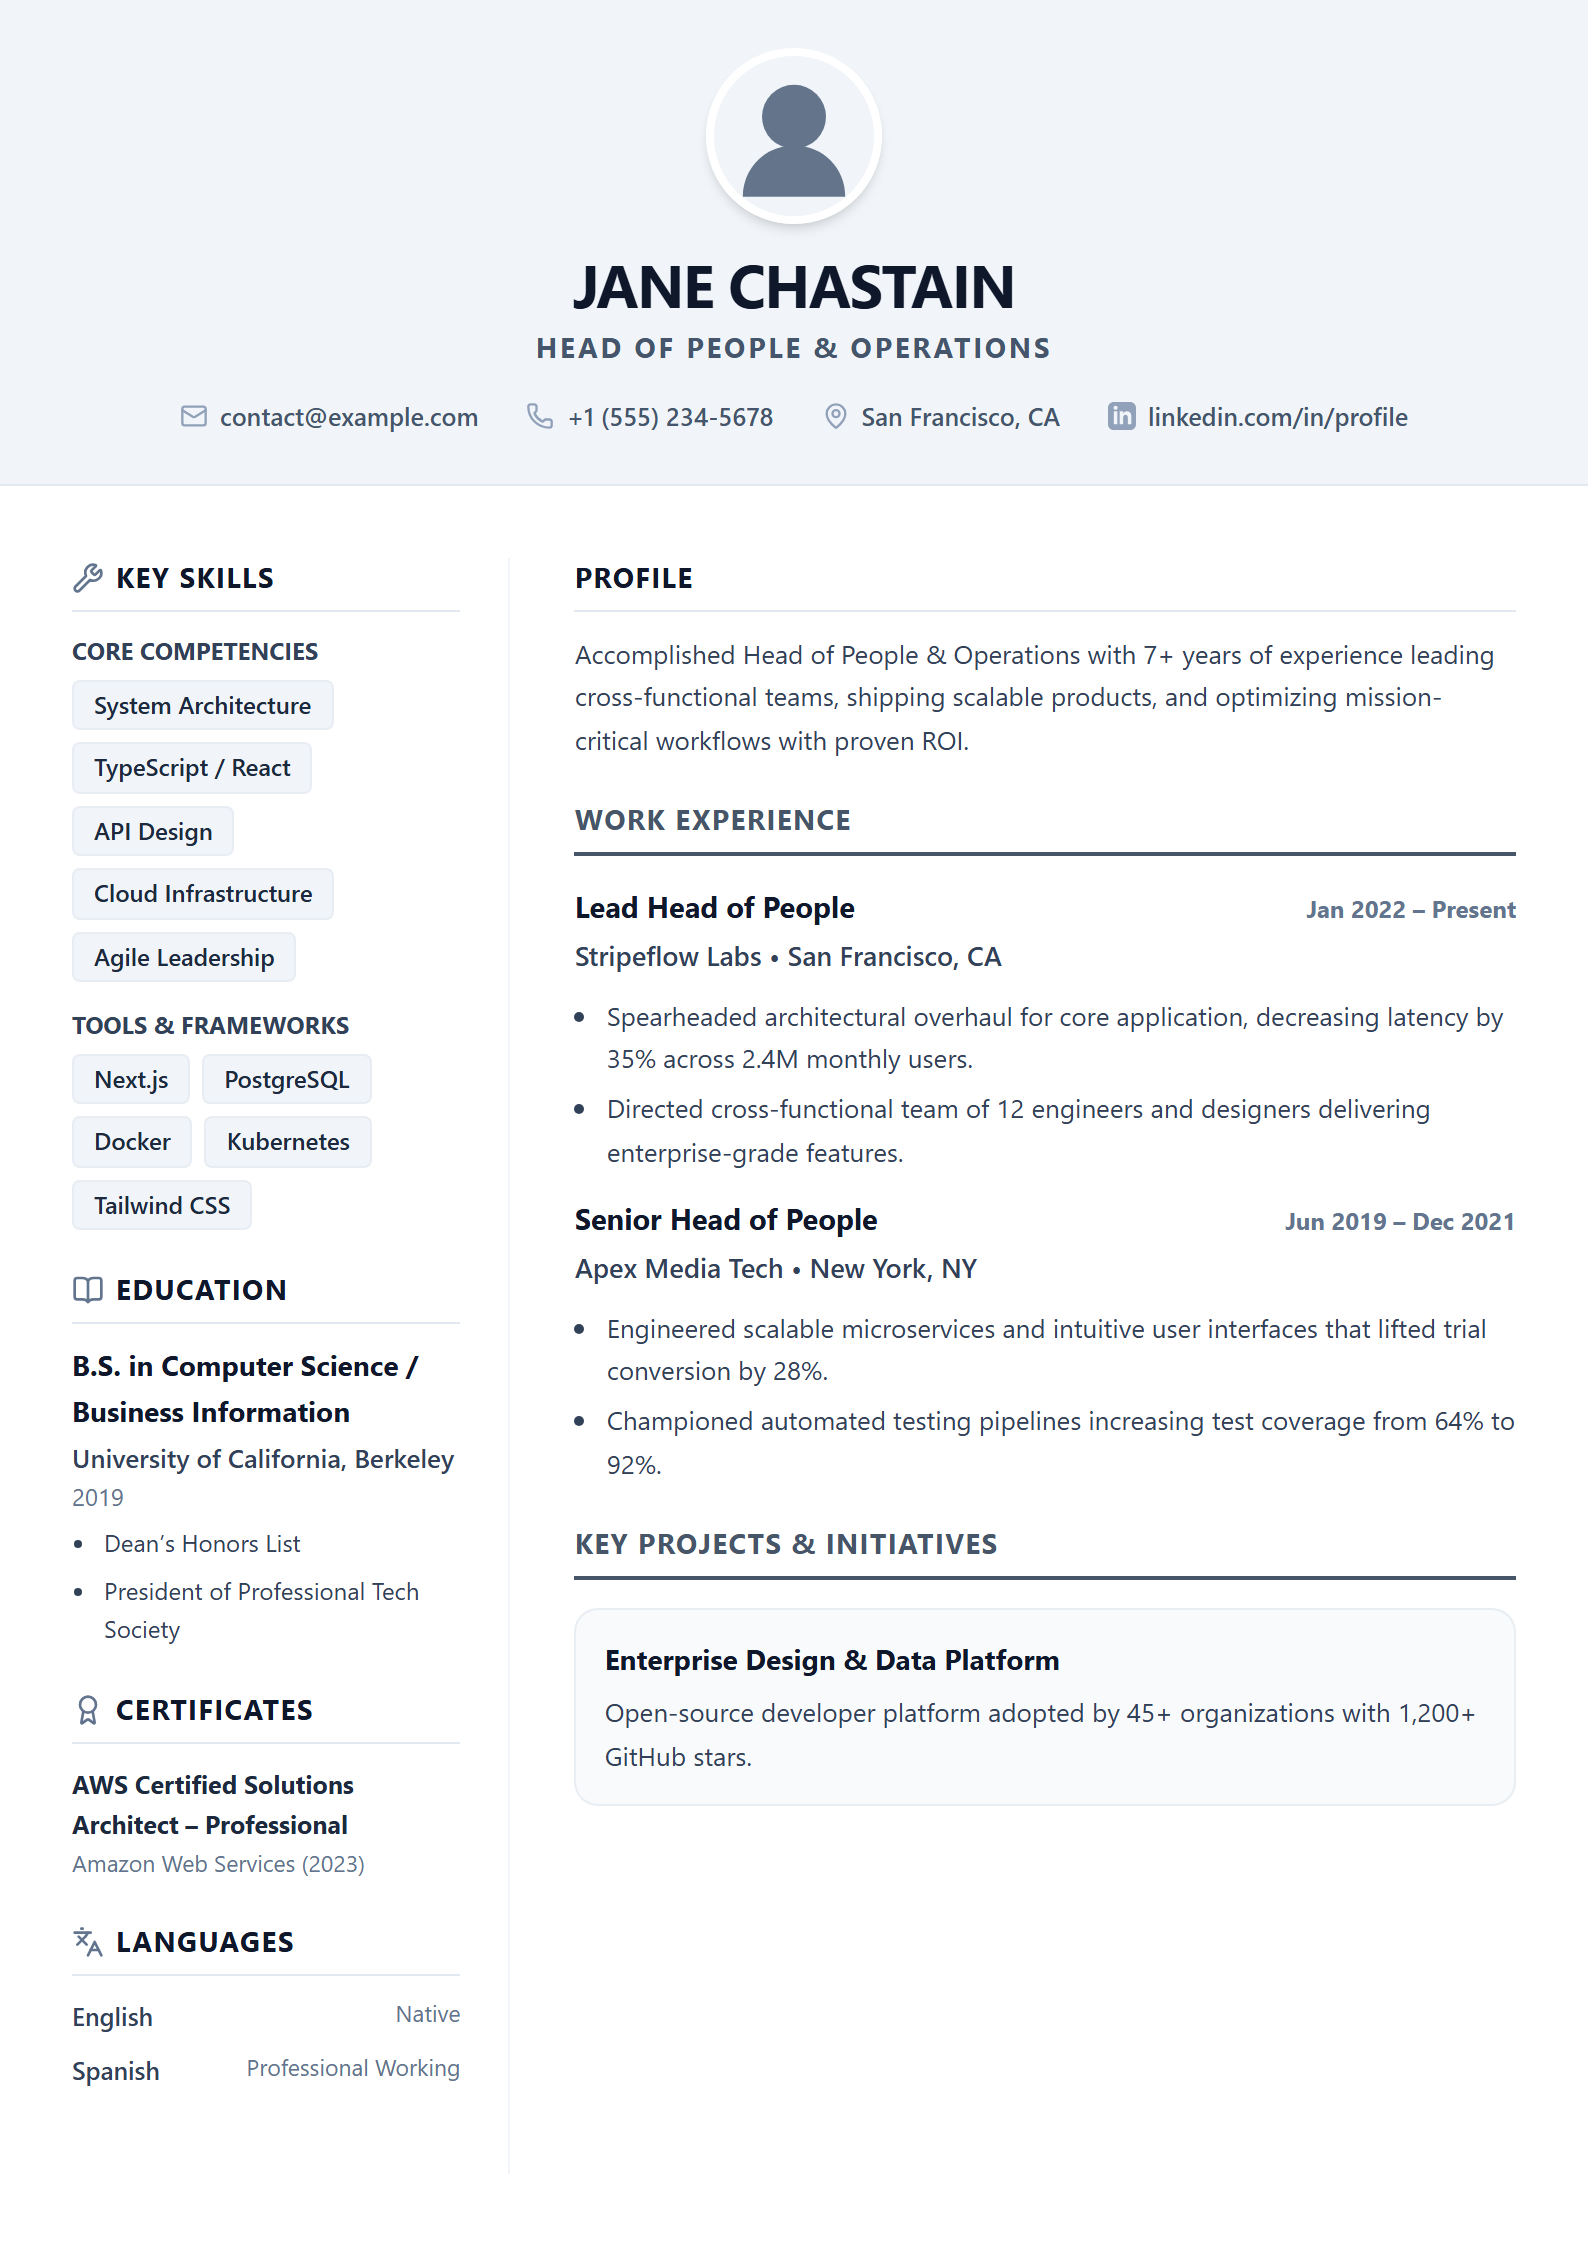 JANE CHASTAIN
HEAD OF PEOPLE & OPERATIONS
contact@example.com +1 (555) 234-5678 San Francisco, CA linkedin.com/in/profile
KEY SKILLS
CORE COMPETENCIES
System Architecture
TypeScript / React
API Design
Cloud Infrastructure
Agile Leadership
TOOLS & FRAMEWORKS
Next.js PostgreSQL
Docker Kubernetes
Tailwind CSS
EDUCATION
B.S. in Computer Science /
Business Information
University of California, Berkeley
2019
• Dean’s Honors List
• President of Professional Tech
Society
CERTIFICATES
AWS Certified Solutions
Architect – Professional
Amazon Web Services (2023)
LANGUAGES
English Native
Spanish Professional Working
PROFILE
Accomplished Head of People & Operations with 7+ years of experience leading
cross-functional teams, shipping scalable products, and optimizing mission-
critical workflows with proven ROI.
WORK EXPERIENCE
Lead Head of People Jan 2022 – Present
Stripeflow Labs • San Francisco, CA
• Spearheaded architectural overhaul for core application, decreasing latency by
35% across 2.4M monthly users.
• Directed cross-functional team of 12 engineers and designers delivering
enterprise-grade features.
Senior Head of People Jun 2019 – Dec 2021
Apex Media Tech • New York, NY
• Engineered scalable microservices and intuitive user interfaces that lifted trial
conversion by 28%.
• Championed automated testing pipelines increasing test coverage from 64% to
92%.
KEY PROJECTS & INITIATIVES
Enterprise Design & Data Platform
Open-source developer platform adopted by 45+ organizations with 1,200+
GitHub stars.